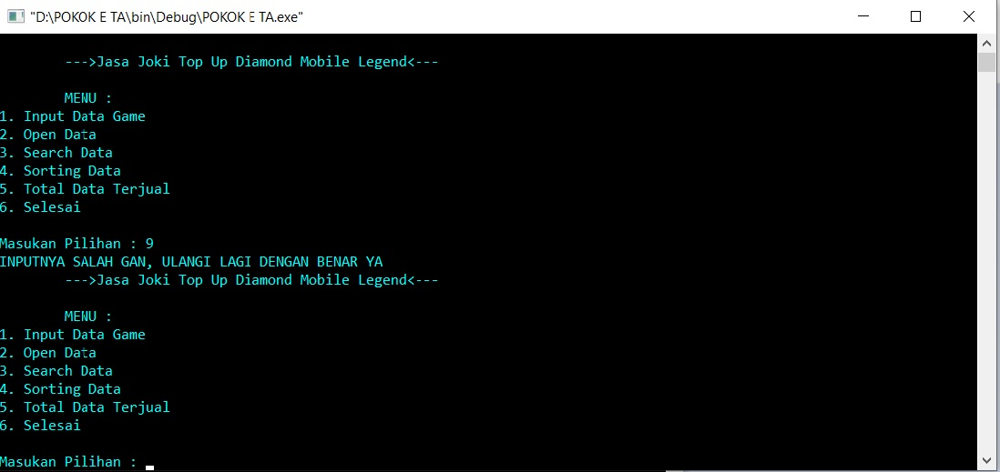 "D:\POKOK E TA\bin\Debug\POKOK E TA.exe"
--->Jasa Joki Top Up Diamond Mobile Legend<---
MENU :
1. Input Data Game
2. Open Data
3. Search Data
4. Sorting Data
5. Total Data Terjual
6. Selesai
Masukan Pilihan : 9
INPUTNYA SALAH GAN, ULANGI LAGI DENGAN BENAR YA
--->Jasa Joki Top Up Diamond Mobile Legend<---
MENU :
1. Input Data Game
2. Open Data
3. Search Data
4. Sorting Data
5. Total Data Terjual
6. Selesai
Masukan Pilihan :